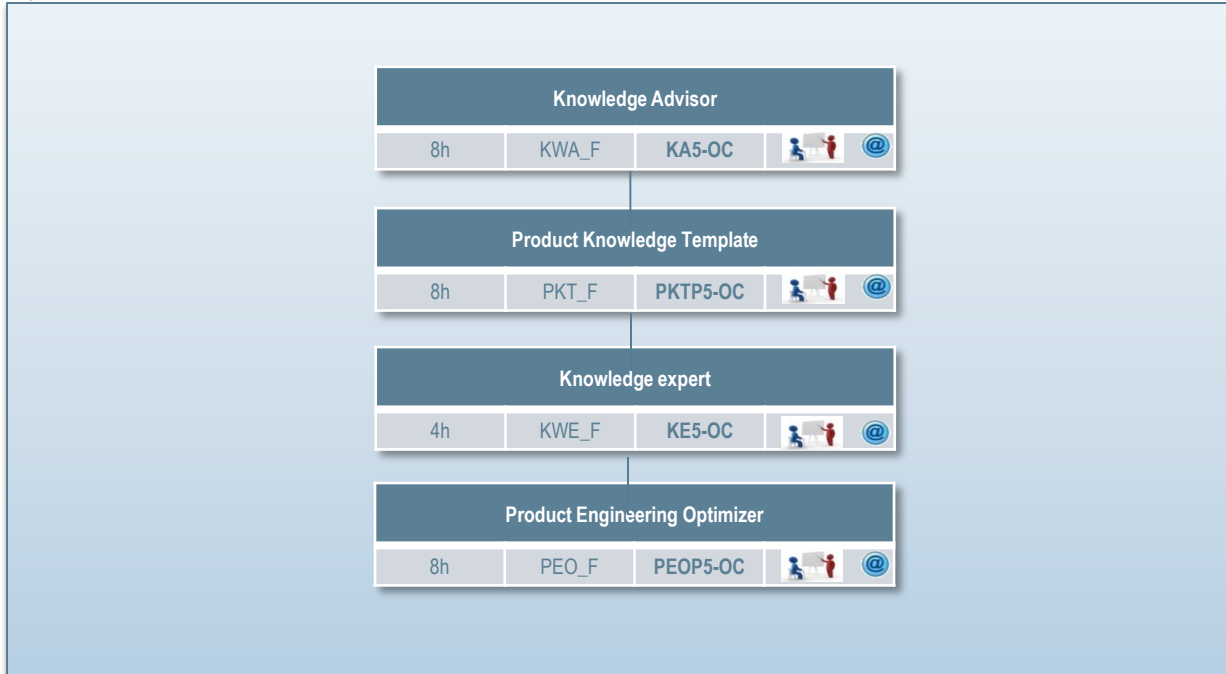 Knowledge Advisor
8h KWA_F KA5-OC @
Product Knowledge Template
8h PKT_F PKTP5-OC @
Knowledge expert
4h KWE_F KE5-OC @
Product Engineering Optimizer
8h PEO_F PEOP5-OC @